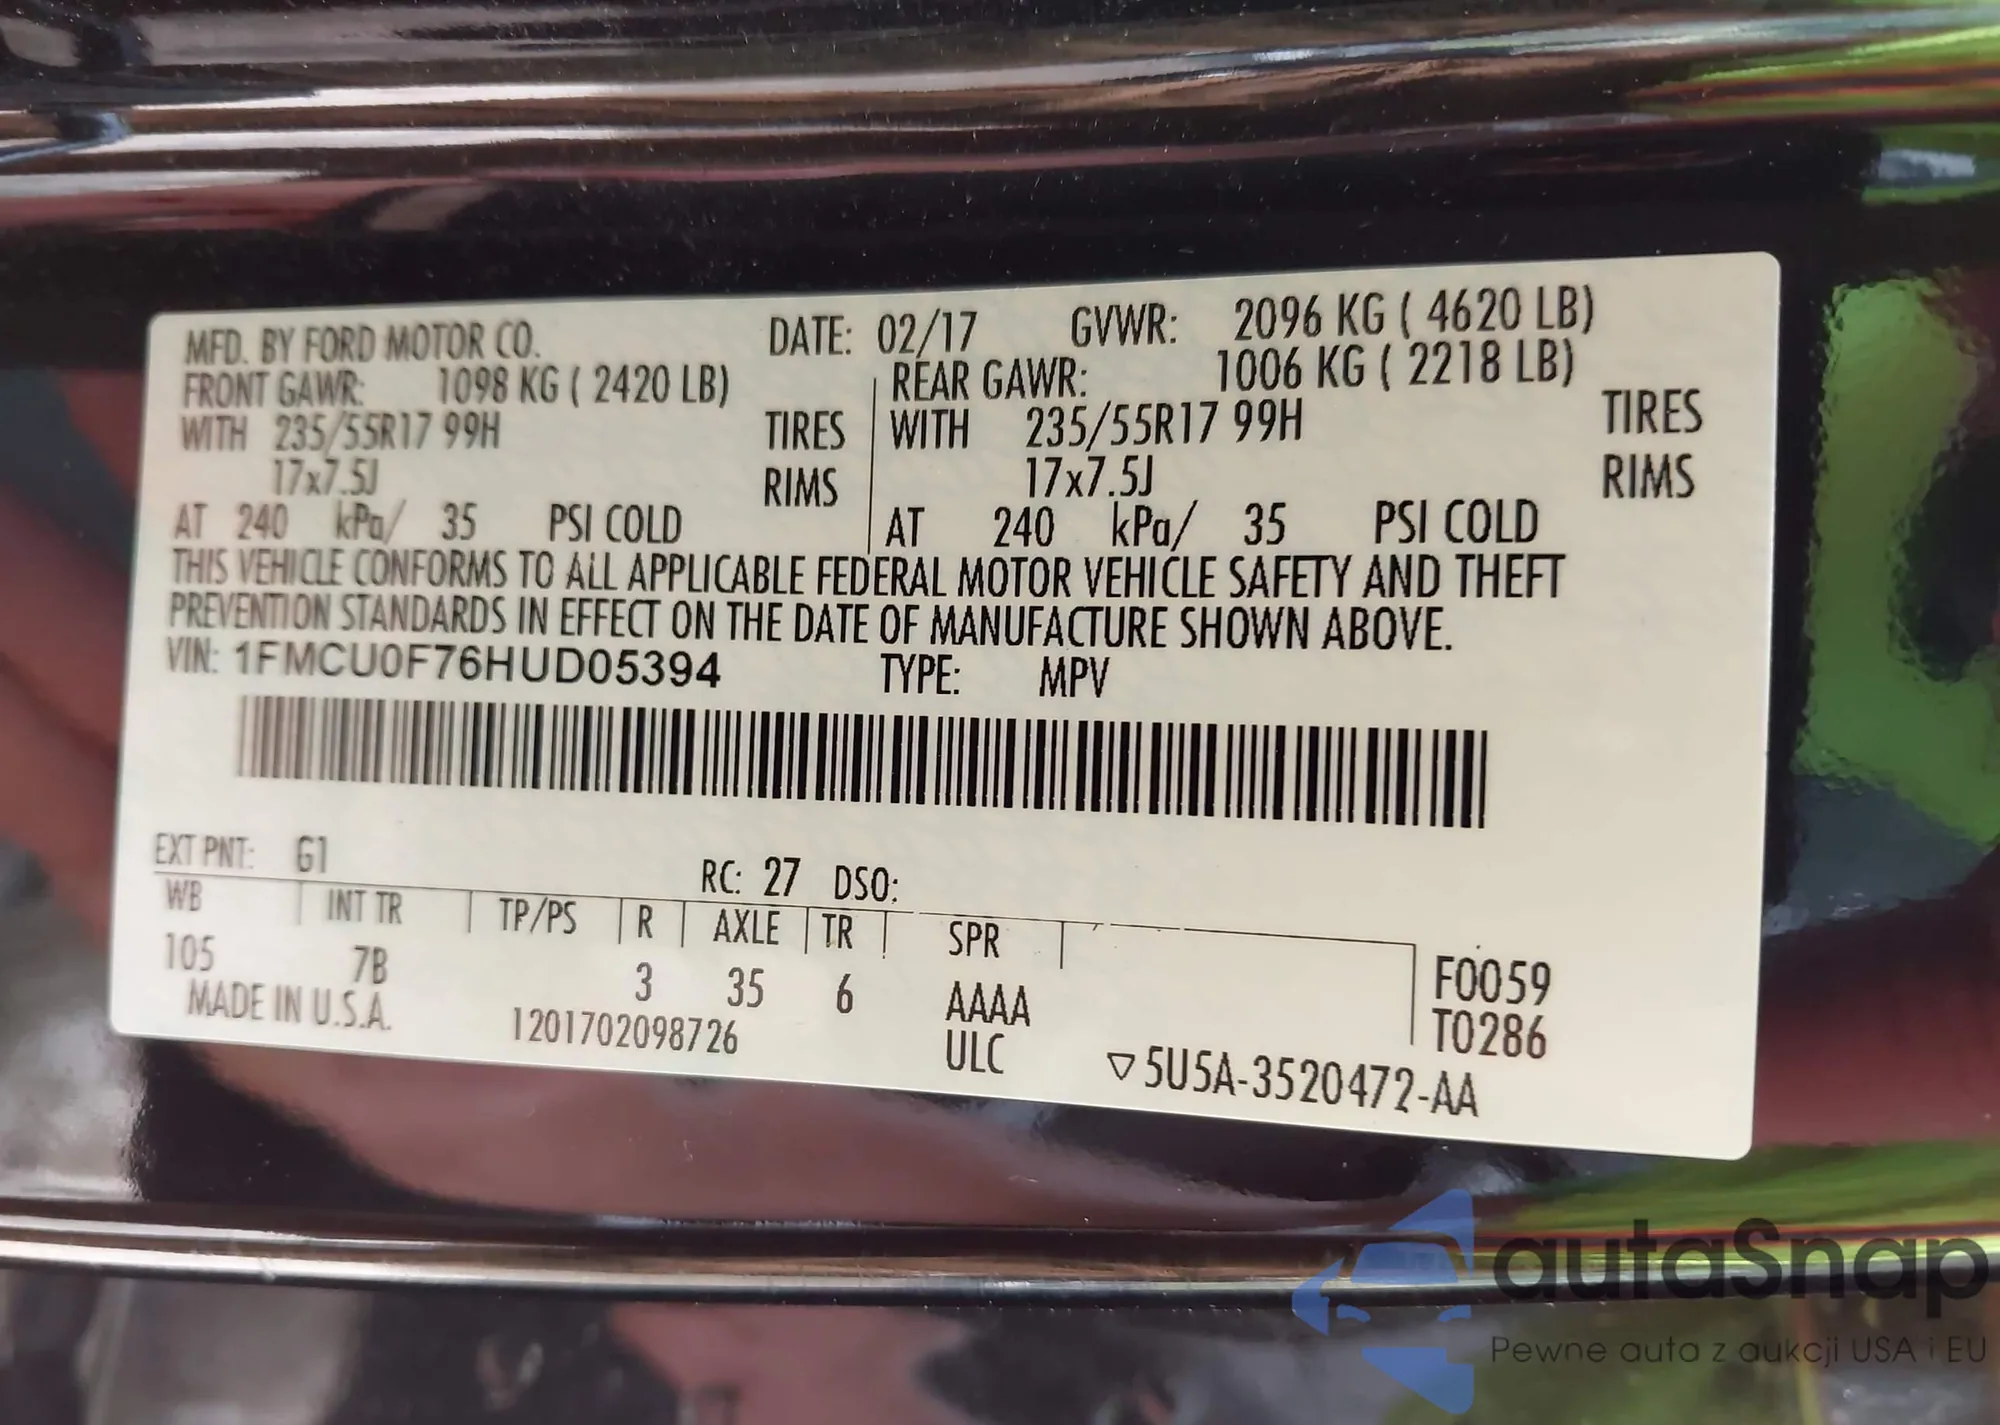 MFD. BY FORD MOTOR CO. DATE: 02/17 GVWR: 2096 KG ( 4620 LB)
FRONT GAWR: 1098 KG ( 2420 LB) REAR GAWR: 1006 KG ( 2218 LB)
WITH 235/55R17 99H TIRES WITH 235/55R17 99H TIRES
17x7.5J RIMS 17x7.5J RIMS
AT 240 kPa/ 35 PSI COLD AT 240 kPa/ 35 PSI COLD
THIS VEHICLE CONFORMS TO ALL APPLICABLE FEDERAL MOTOR VEHICLE SAFETY AND THEFT
PREVENTION STANDARDS IN EFFECT ON THE DATE OF MANUFACTURE SHOWN ABOVE.
VIN: 1FMCU0F76HUD05394 TYPE: MPV
EXT PNT: G1 RC: 27 DSO:
WB INT TR TP/PS R AXLE TR SPR
105 7B 3 35 6 AAAA F0059
MADE IN U.S.A. 1201702098726 ULC T0286
▽5U5A-3520472-AA
autaSnap
Pewne auta z aukcji USA i EU